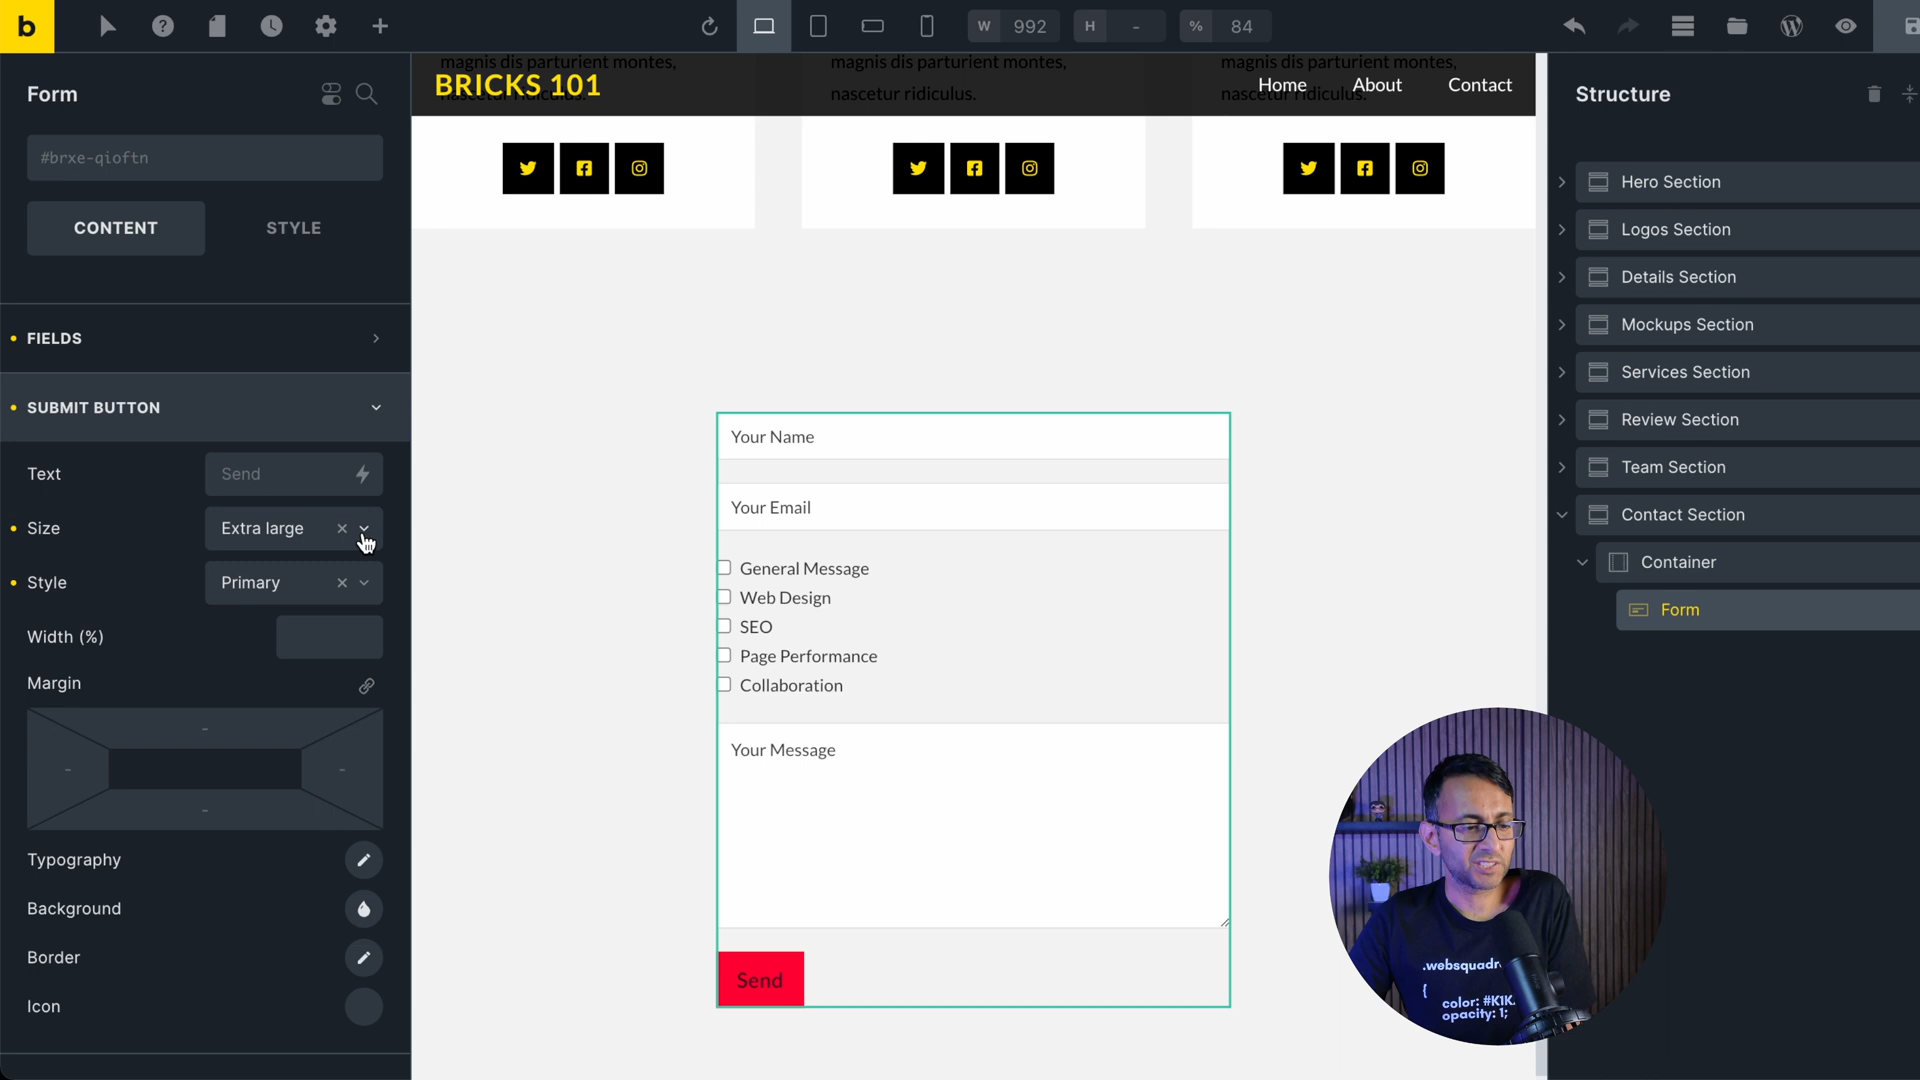 b
W 992 H - % 84
Form
#brxe-qioftn
CONTENT STYLE
FIELDS
SUBMIT BUTTON
Text Send
Size Extra large
Style Primary
Width (%)
Margin
-
- -
-
Typography
Background
Border
Icon
magnis dis parturient montes, magnis dis parturient montes, magnis dis parturient montes,
BRICKS 101 Home About Contact
nascetur ridiculus. nascetur ridiculus. nascetur ridiculus.
Your Name
Your Email
General Message
Web Design
SEO
Page Performance
Collaboration
Your Message
Send
Structure
Hero Section
Logos Section
Details Section
Mockups Section
Services Section
Review Section
Team Section
Contact Section
Container
Form
{
opacity: 1;